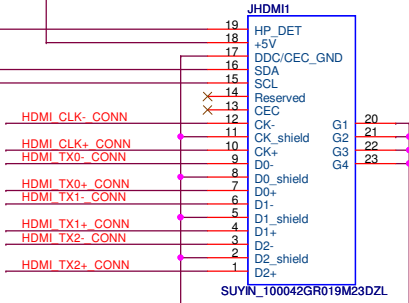 JHDMI1
19 HP_DET
18 +5V
17 DDC/CEC_GND
16 SDA
15 SCL
14 Reserved
13 CEC
HDMI_CLK-_CONN 12 CK- G1 20
11 CK_shield G2 21
HDMI_CLK+_CONN 10 CK+ G3 22
HDMI_TX0-_CONN 9 D0- G4 23
8 D0_shield
HDMI_TX0+_CONN 7 D0+
HDMI_TX1-_CONN 6 D1-
5 D1_shield
HDMI_TX1+_CONN 4 D1+
HDMI_TX2-_CONN 3 D2-
2 D2_shield
HDMI_TX2+_CONN 1 D2+
SUYIN_100042GR019M23DZL